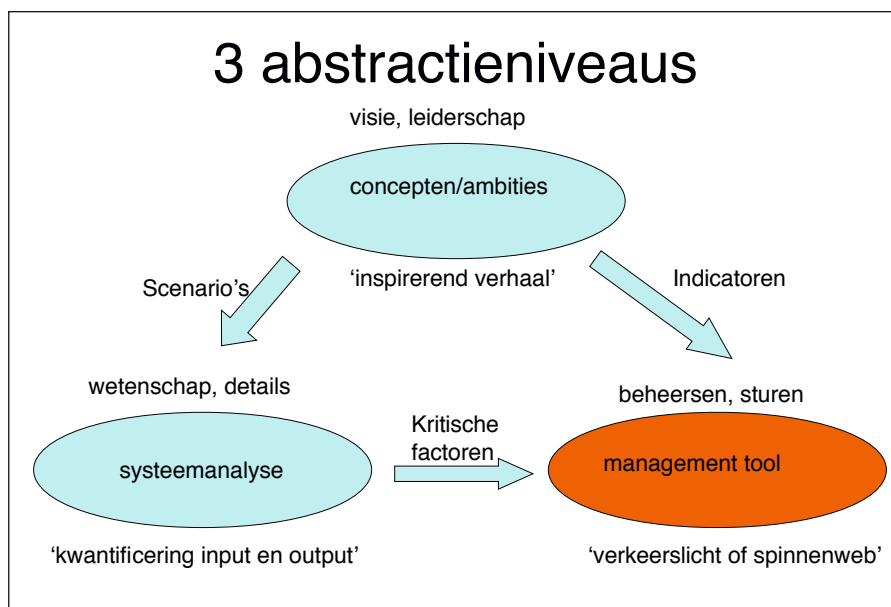 3 abstractieniveaus
visie, leiderschap
concepten/ambities
‘inspirerend verhaal’
Scenario’s
Indicatoren
wetenschap, details
systeemanalyse
‘kwantificering input en output’
Kritische
factoren
beheersen, sturen
management tool
‘verkeerslicht of spinnenweb’